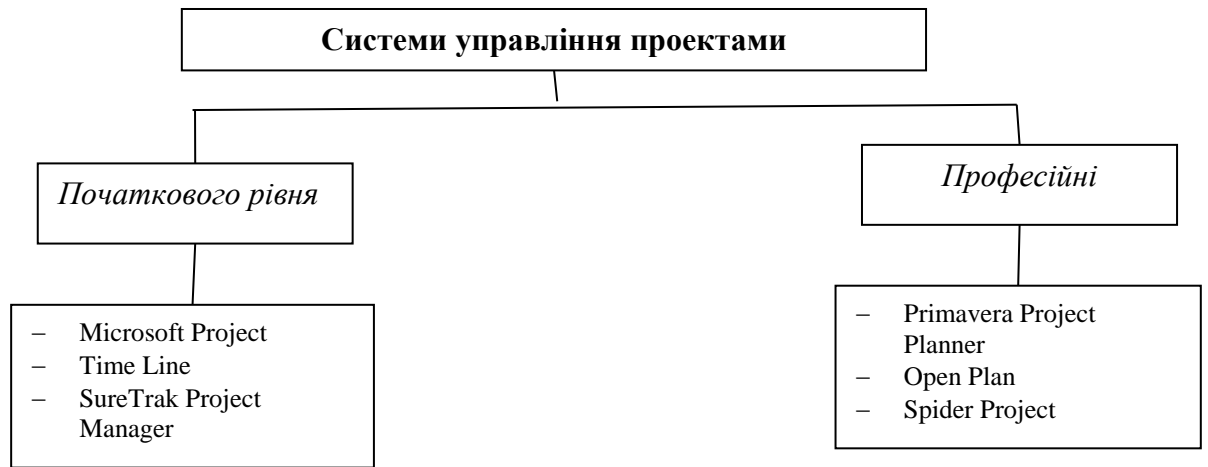 Системи управління проектами
Початкового рівня
Професійні
– Microsoft Project
– Time Line
– SureTrak Project
Manager
– Primavera Project
Planner
– Open Plan
– Spider Project